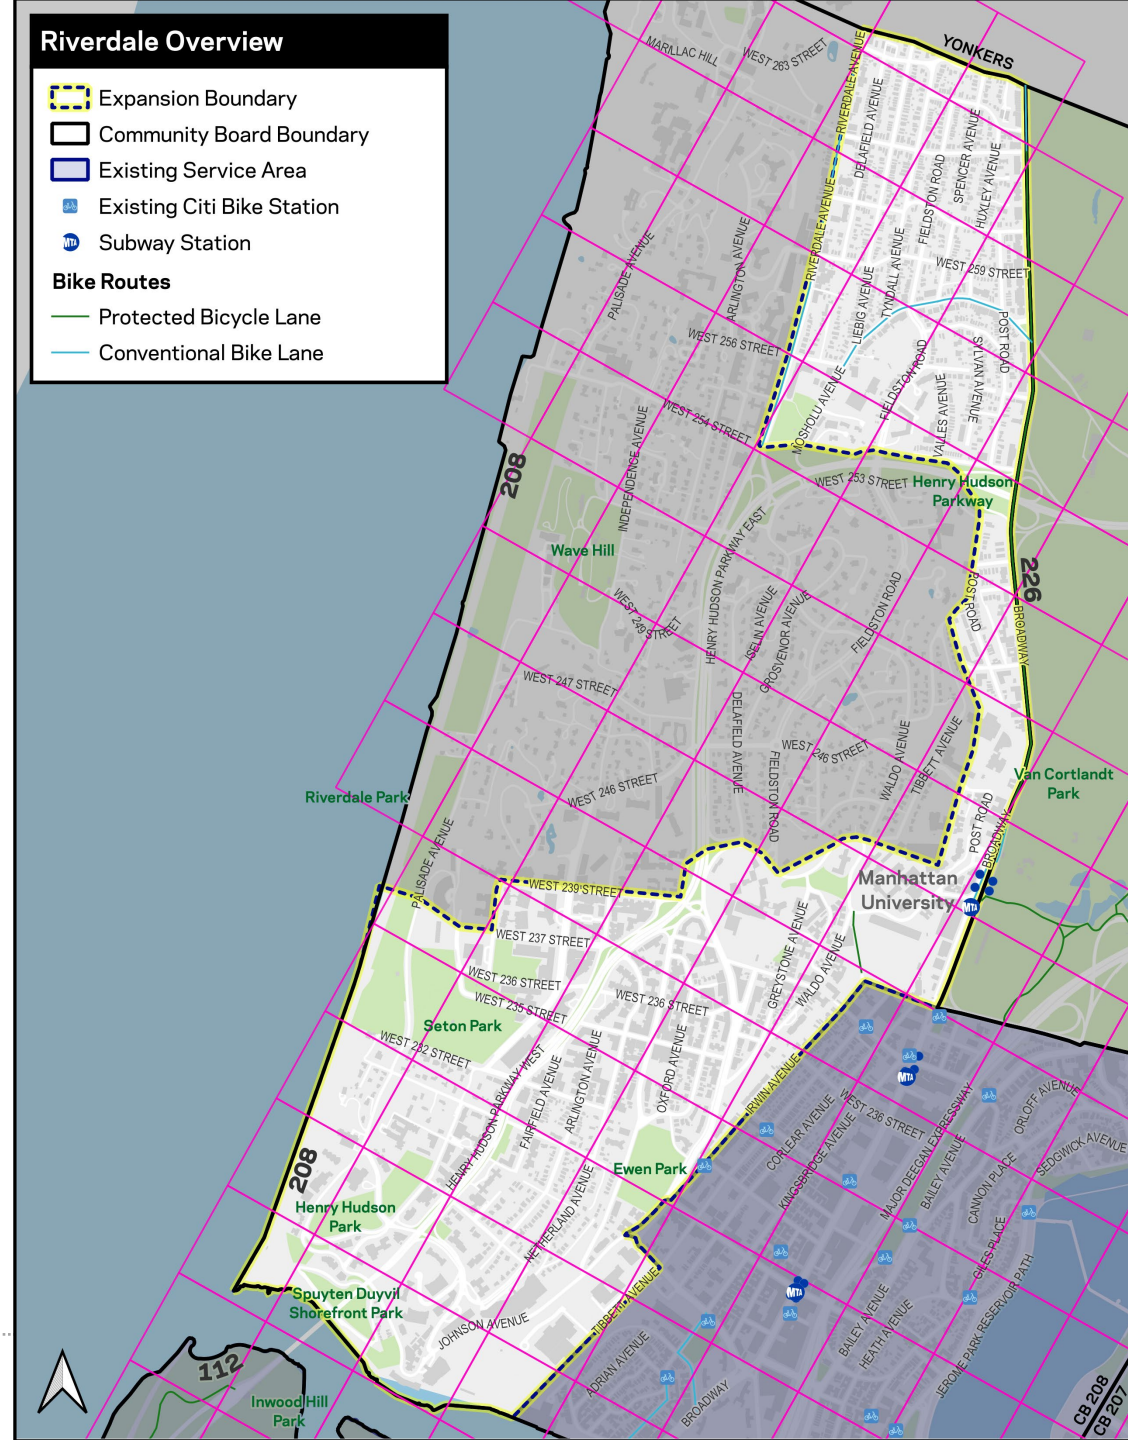 Riverdale Overview
Expansion Boundary
Community Board Boundary
Existing Service Area
Existing Citi Bike Station
MTA
Subway Station
Bike Routes
Protected Bicycle Lane
Conventional Bike Lane
YONKERS
MARLLAC HILL
WEST 263 STREET
RIVERDALE AVENUE
RIVERDALE AVENUE
DELAFIELD AVENUE
FIELDSTON ROAD
SPENCER AVENUE
HUXLEY AVENUE
PALISADE AVENUE
ARLINGTON AVENUE
LIEBIG AVENUE
TYNDALL AVENUE
WEST 259 STREET
WEST 256 STREET
POST ROAD
SYLVAN AVENUE
FIELDSTON ROAD
VALLES AVENUE
MOSHOLU AVENUE
WEST 254 STREET
INDEPENDENCE AVENUE
208
WEST 253 STREET
Henry Hudson
Parkway
Wave Hill
HENRY HUDSON PARKWAY EAST
226
WEST 249 STREET
ISELIN AVENUE
GROSVENOR AVENUE
FIELDSTON ROAD
POST ROAD
BROADWAY
WEST 247 STREET
DELAFIELD AVENUE
FIELDSTON ROAD
WEST 246 STREET
WALDO AVENUE
TIBBETT AVENUE
WEST 246 STREET
Van Cortlandt
Park
Riverdale Park
PALISADE AVENUE
POST ROAD
BROADWAY
Manhattan
University
MTA
WEST 239 STREET
WEST 237 STREET
WEST 236 STREET
WEST 235 STREET
WEST 236 STREET
GREYSTONE AVENUE
WALDO AVENUE
Seton Park
WEST 232 STREET
HENRY HUDSON PARKWAY WEST
FAIRFIELD AVENUE
ARLINGTON AVENUE
OXFORD AVENUE
IRWIN AVENUE
MTA
CORLEAR AVENUE
KINGSBRIDGE AVENUE
WEST 236 STREET
MAJOR DEEGAN EXPRESSWAY
BAILEY AVENUE
ORLOFF AVENUE
SEDGWICK AVENUE
CANNON PLACE
GILES PLACE
208
Ewen Park
NETHERLAND AVENUE
Henry Hudson
Park
Spuyten Duyvil
Shorefront Park
JOHNSON AVENUE
TIBBETT AVENUE
MTA
BAILEY AVENUE
HEATH AVENUE
JEROME PARK RESERVOIR PATH
ADRIAN AVENUE
BROADWAY
112
Inwood Hill
Park
CB 208
CB 207